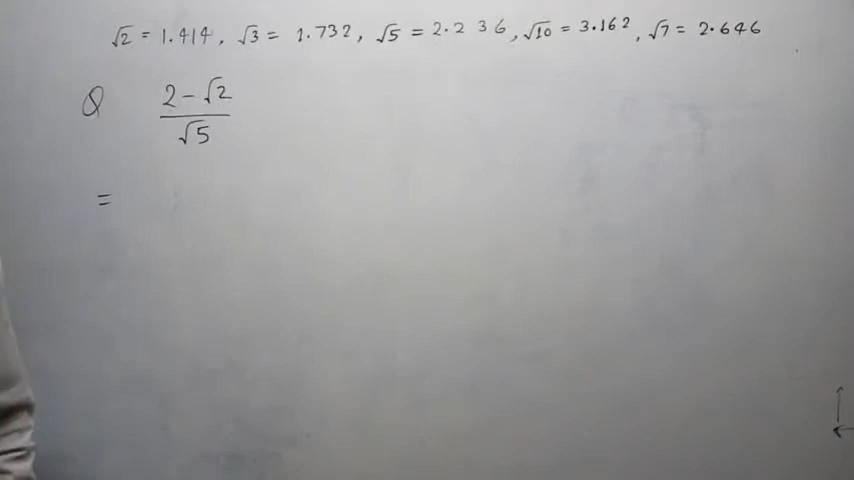 √2 = 1.414, √3 = 1.732, √5 = 2.236, √10 = 3.162, √7 = 2.646
Q 2 - √2
√5
=